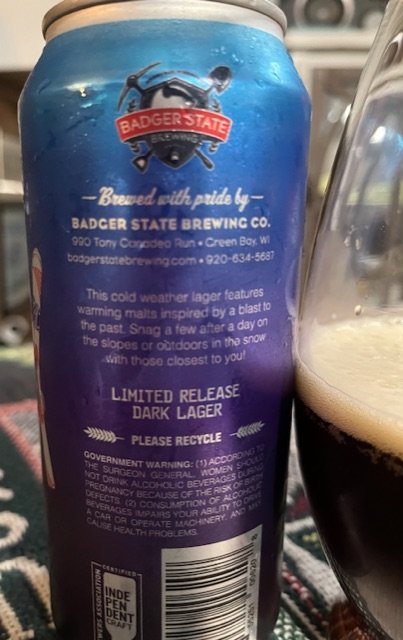 BADGER STATE
BREWING
Brewed with pride by
BADGER STATE BREWING CO.
990 Tony Canadeo Run • Green Bay, WI
badgerstatebrewing.com • 920-634-5687
This cold weather lager features
warming malts inspired by a blast to
the past. Snag a few after a day on
the slopes or outdoors in the snow
with those closest to you!
LIMITED RELEASE
DARK LAGER
PLEASE RECYCLE
GOVERNMENT WARNING: (1) ACCORDING TO
THE SURGEON GENERAL, WOMEN SHOULD
NOT DRINK ALCOHOLIC BEVERAGES DURING
PREGNANCY BECAUSE OF THE RISK OF BIRTH
DEFECTS. (2) CONSUMPTION OF ALCOHOLIC
BEVERAGES IMPAIRS YOUR ABILITY TO DRIVE
A CAR OR OPERATE MACHINERY, AND MAY
CAUSE HEALTH PROBLEMS.
CERTIFIED
INDE
PEN
DENT
CRAFT
ERS ASSOCIATION